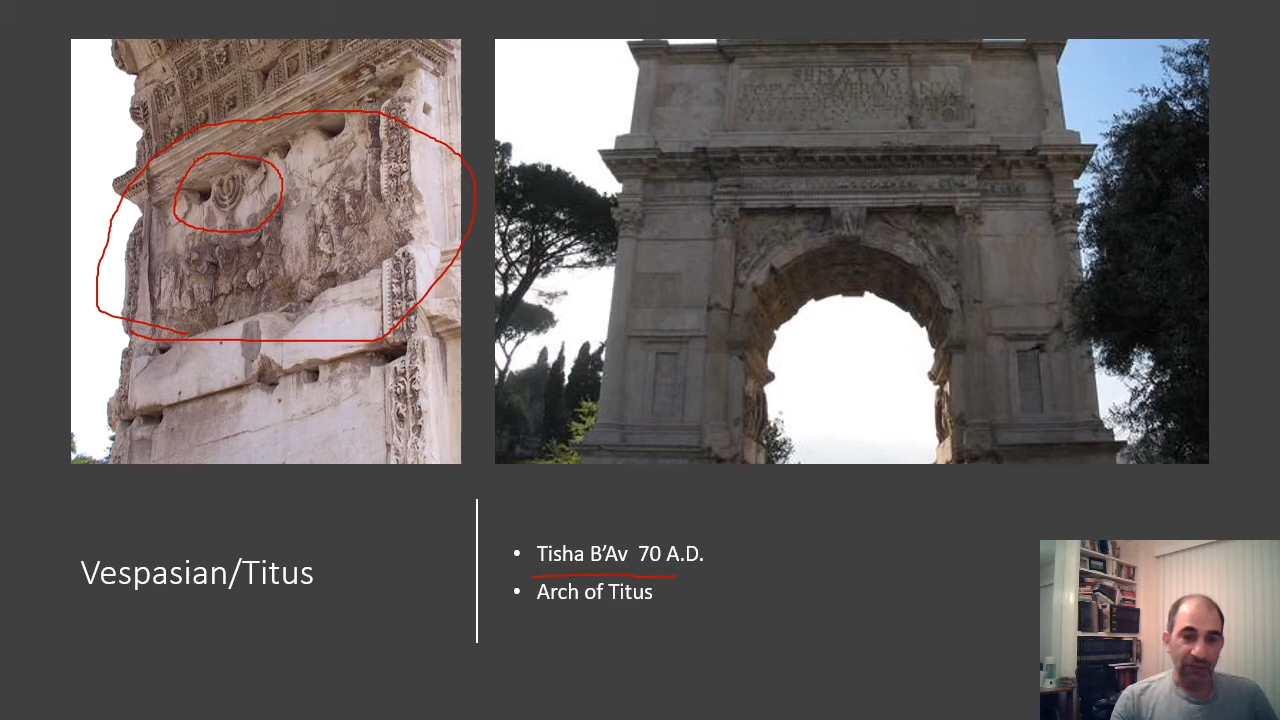 SENATVS
Vespasian/Titus
• Tisha B’Av 70 A.D.
• Arch of Titus